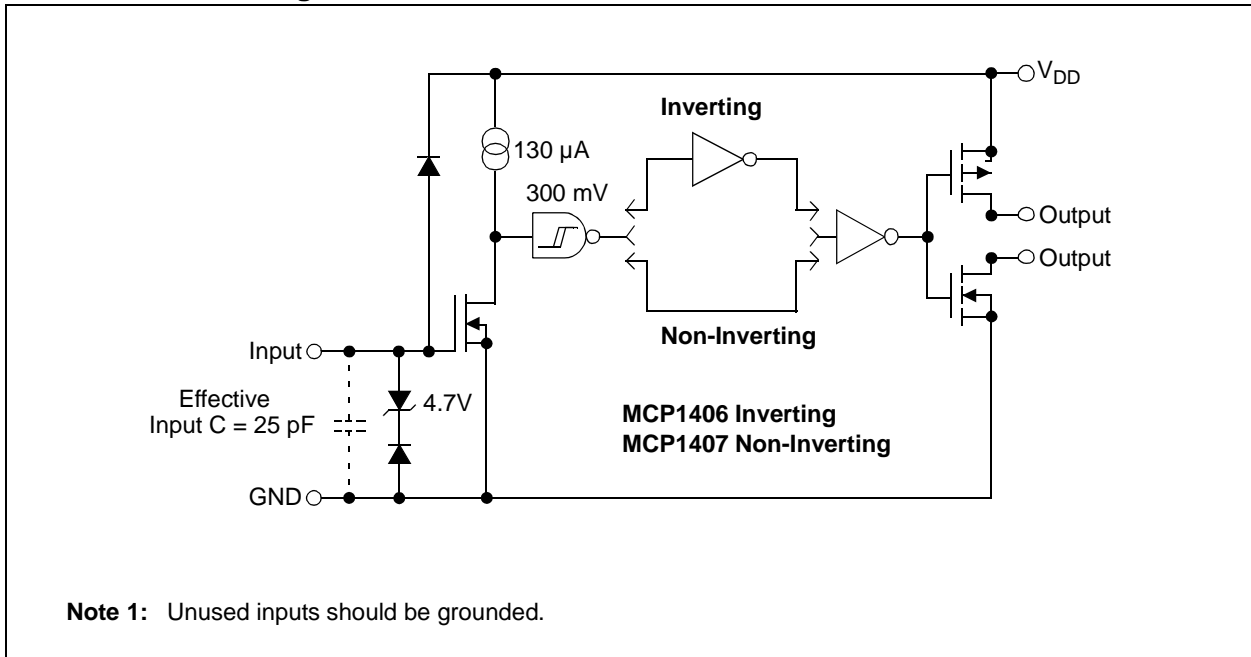 V_DD
Inverting
130 µA
300 mV
Output
Output
Non-Inverting
Input
4.7V
Effective
Input C = 25 pF
MCP1406 Inverting
MCP1407 Non-Inverting
GND
Note 1: Unused inputs should be grounded.